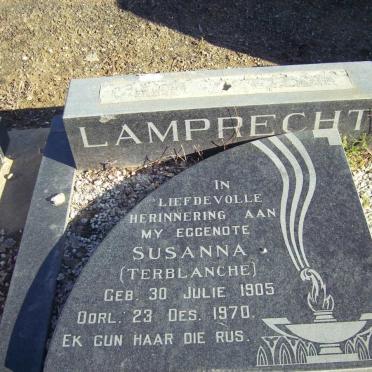 LAMPRECHT
IN
LIEFDEVOLLE
HERINNERING AAN
MY EGGENOTE
SUSANNA
(TERBLANCHE)
GEB. 30 JULIE 1905
OORL. 23 DES. 1970.
EK GUN HAAR DIE RUS.